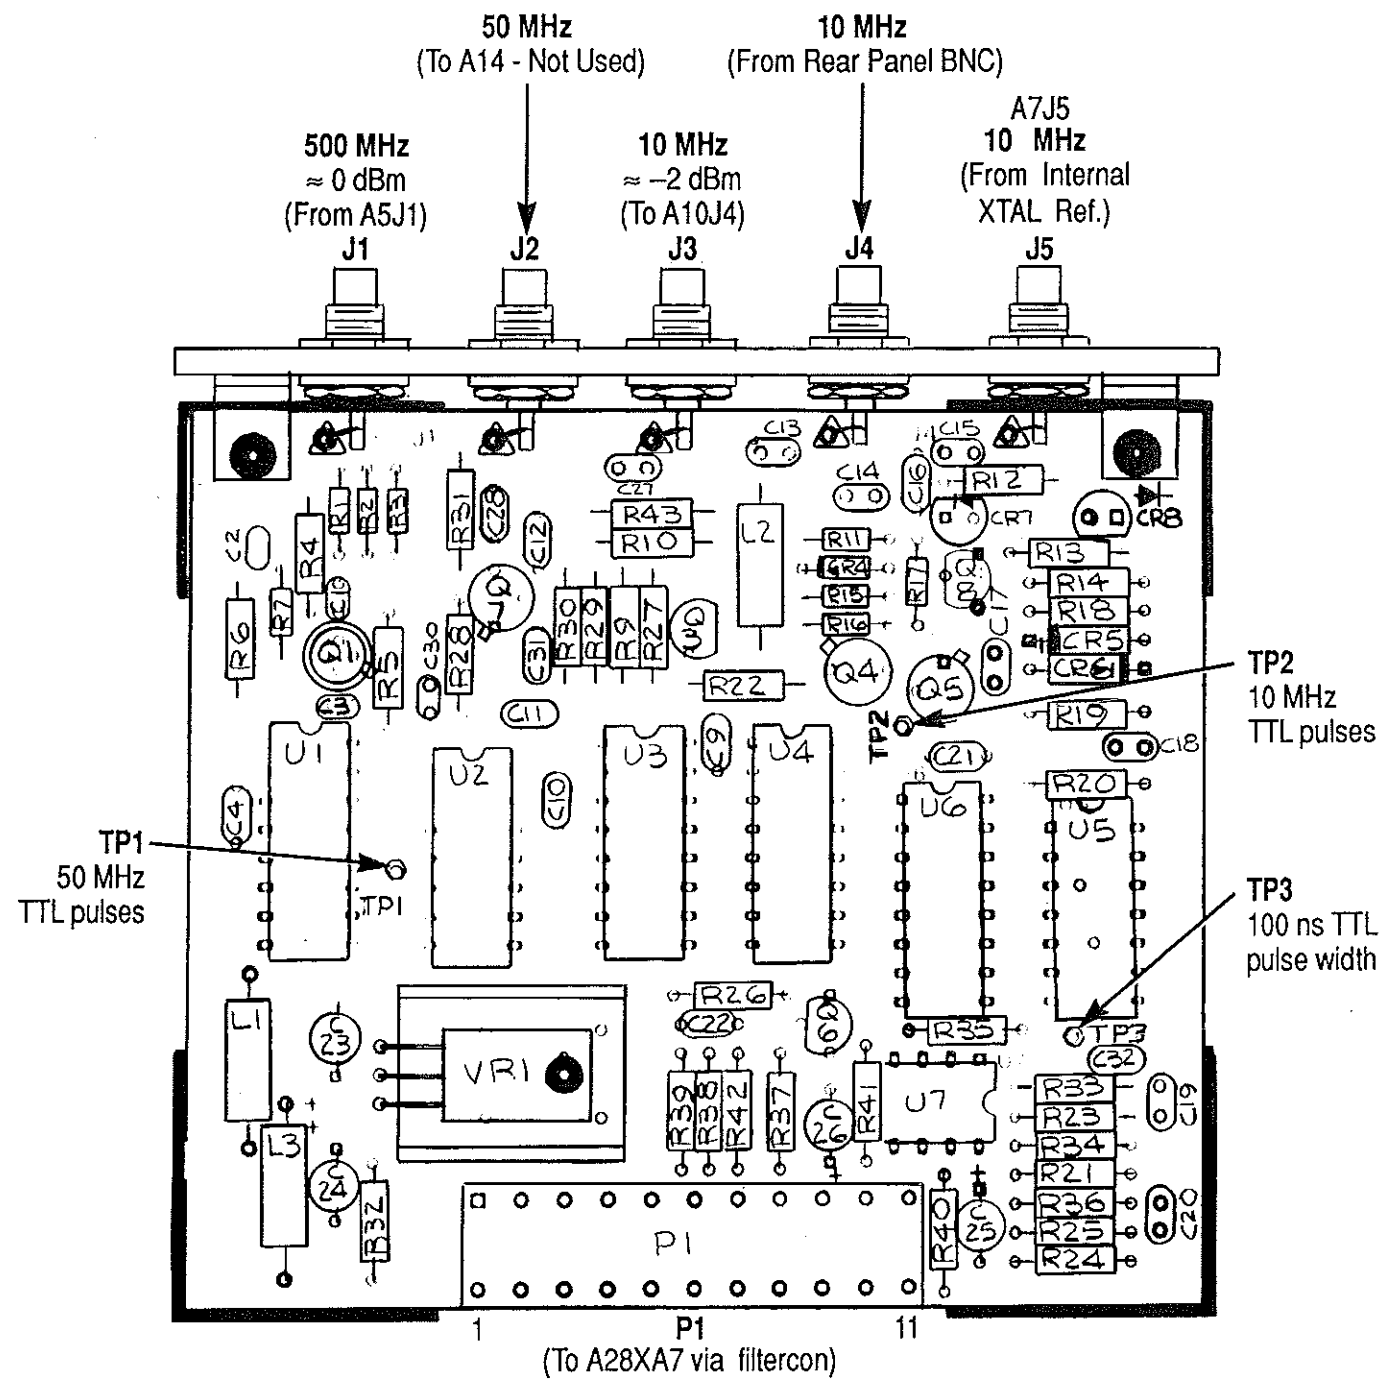 50 MHz
(To A14 - Not Used)
10 MHz
(From Rear Panel BNC)
500 MHz
≈ 0 dBm
(From A5J1)
10 MHz
≈ −2 dBm
(To A10J4)
A7J5
10 MHz
(From Internal
XTAL Ref.)
J1
J2
J3
J4
J5
J1
C13
C15
C27
C14
C16
R12
R1
R2
R3
R31
C28
C12
R43
R10
L2
CR7
CR8
C2
R4
R11
CR4
R15
R16
R17
Q8
R13
R14
R18
CR5
CR6
C17
R6
R7
Q1
R5
C3
C30
R28
C31
R30
R29
R9
R27
R22
Q4
Q5
R19
C18
C11
TP2
TP2
10 MHz
TTL pulses
U1
U2
U3
C9
U4
C21
U6
R20
U5
C4
C10
TP1
50 MHz
TTL pulses
TP1
TP3
100 ns TTL
pulse width
L1
C
23
VR1
R26
C22
R35
TP3
C32
R39
R38
R42
R37
C
26
R41
U7
R33
R23
R34
R21
R36
R25
R24
C19
C20
L3
C
24
R32
P1
R40
C
25
1
P1
11
(To A28XA7 via filtercon)